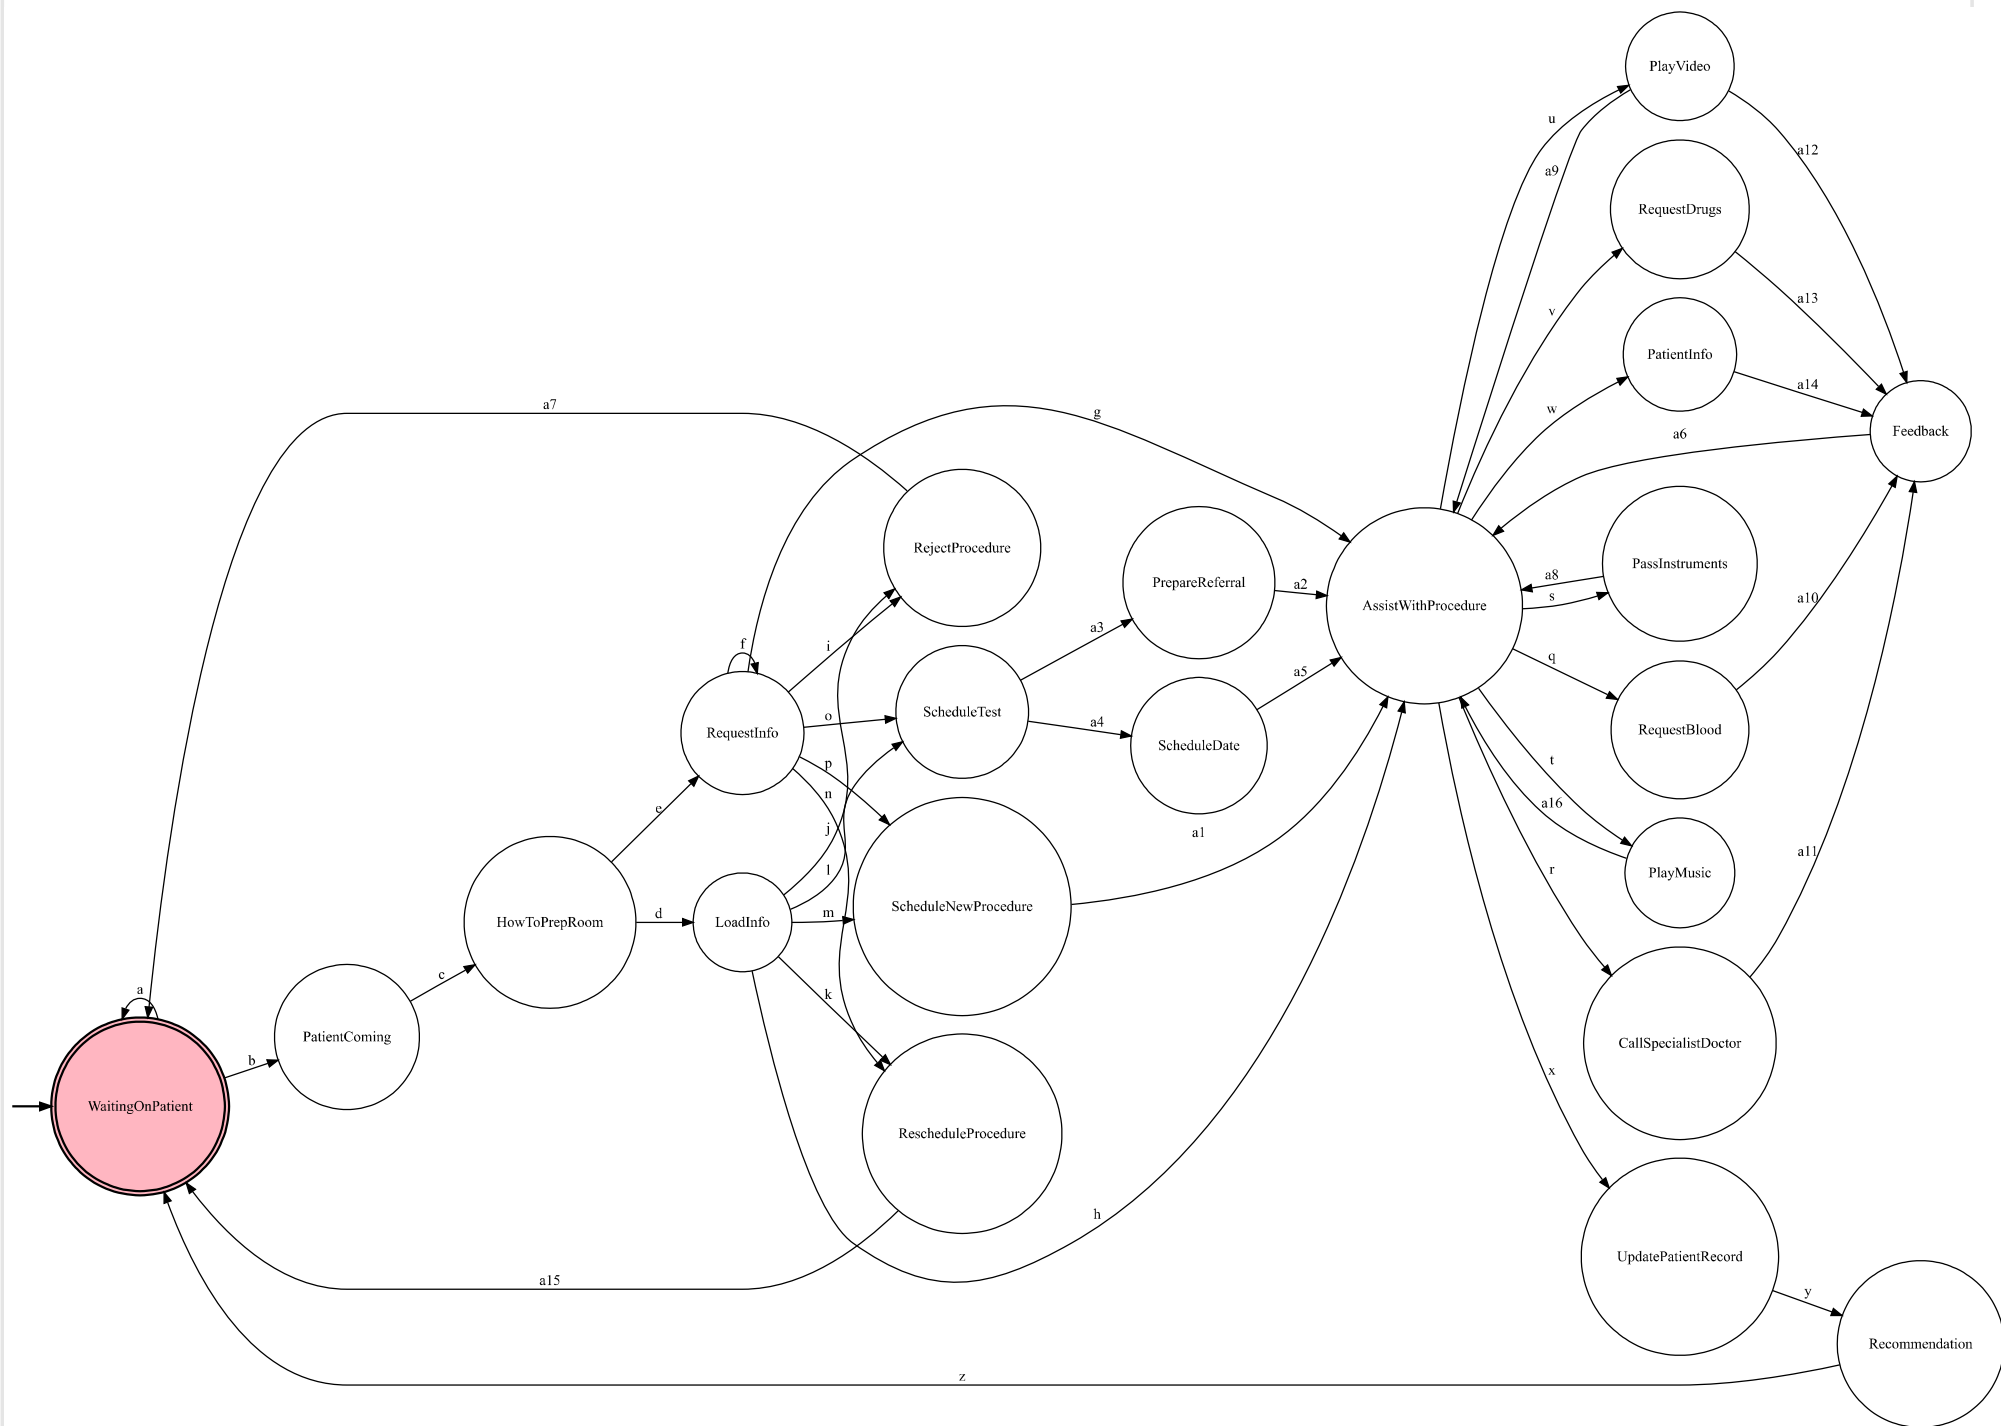 PlayVideo
u
a12
a9
RequestDrugs
a13
v
PatientInfo
a14
w
a7
g
Feedback
a6
RejectProcedure
PassInstruments
a8
PrepareReferral
a2
s
AssistWithProcedure
a3
f
i
q
a5
ScheduleTest
o
a4
RequestInfo
ScheduleDate
RequestBlood
a10
p
t
n
a16
e
j
a1
a11
l
r
PlayMusic
ScheduleNewProcedure
m
d
HowToPrepRoom
LoadInfo
c
a
k
PatientComing
CallSpecialistDoctor
b
x
WaitingOnPatient
RescheduleProcedure
h
UpdatePatientRecord
a15
y
Recommendation
z